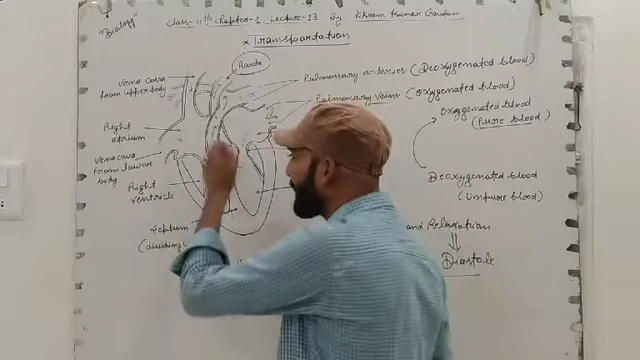 "Biology"
Class-11th Chapter-1 Lecture-13 By: Vikram Kumar Gautam
* Transportation
Aorta
vena cava
from upper body
Pulmonary arteries (Deoxygenated blood)
Pulmonary veins (Oxygenated blood)
Oxygenated blood
(Pure blood)
Right
atrium
vena cava
from lower
body
Right
ventricle
Deoxygenated blood
(Impure blood)
Septum
(dividing
and Relaxation
Diastole